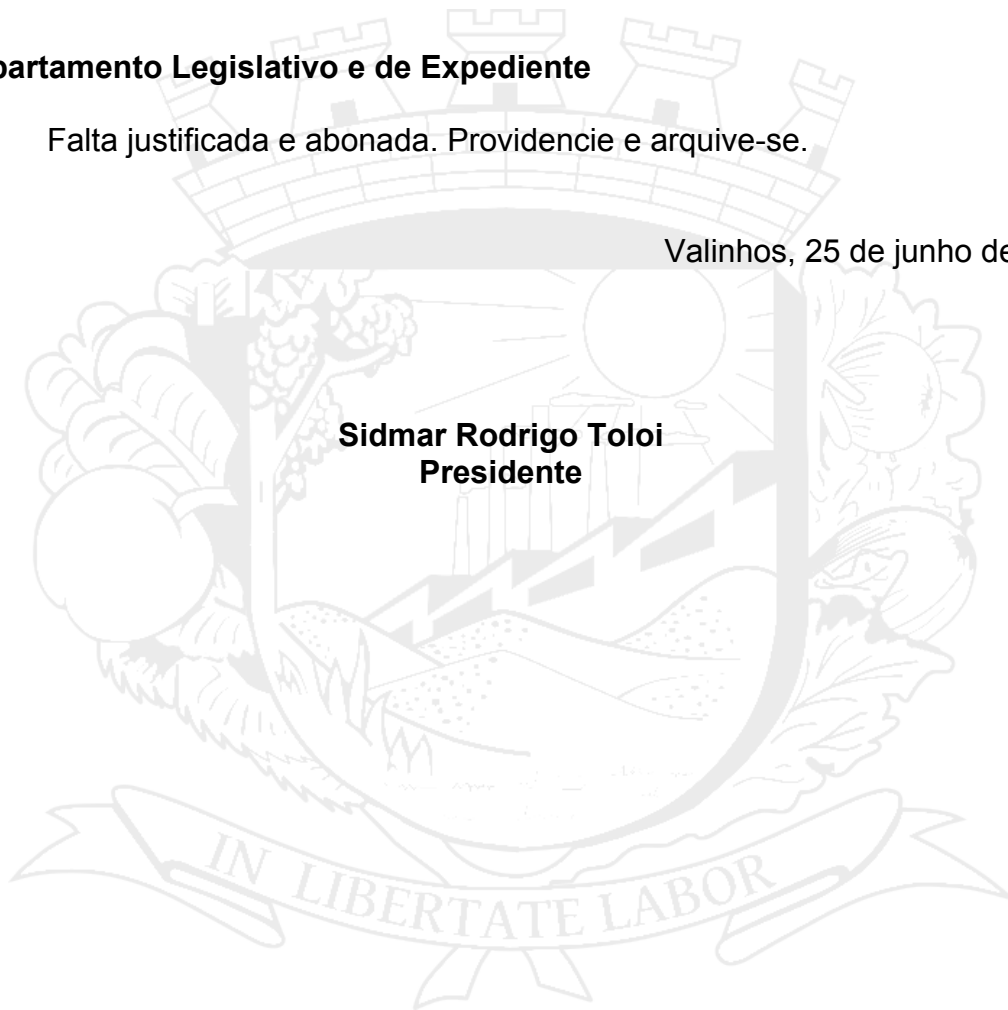 partamento Legislativo e de Expediente
Falta justificada e abonada. Providencie e arquive-se.
Valinhos, 25 de junho de
Sidmar Rodrigo Toloi
Presidente
IN LIBERTATE LABOR